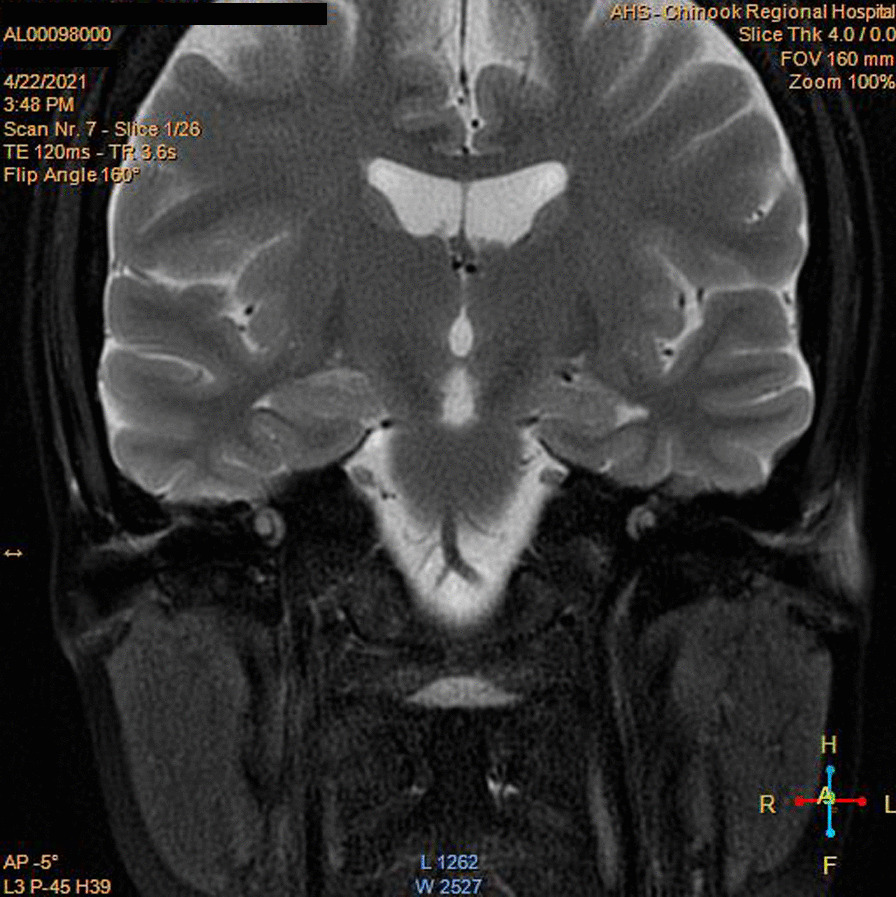 AL00098000
4/22/2021
3:48 PM
Scan Nr. 7 - Slice 1/26
TE 120ms - TR 3.6s
Flip Angle 160°
AHS - Chinook Regional Hospital
Slice Thk 4.0 / 0.0
FOV 160 mm
Zoom 100%
H
A
R
L
F
AP -5°
L3 P-45 H39
L 1262
W 2527